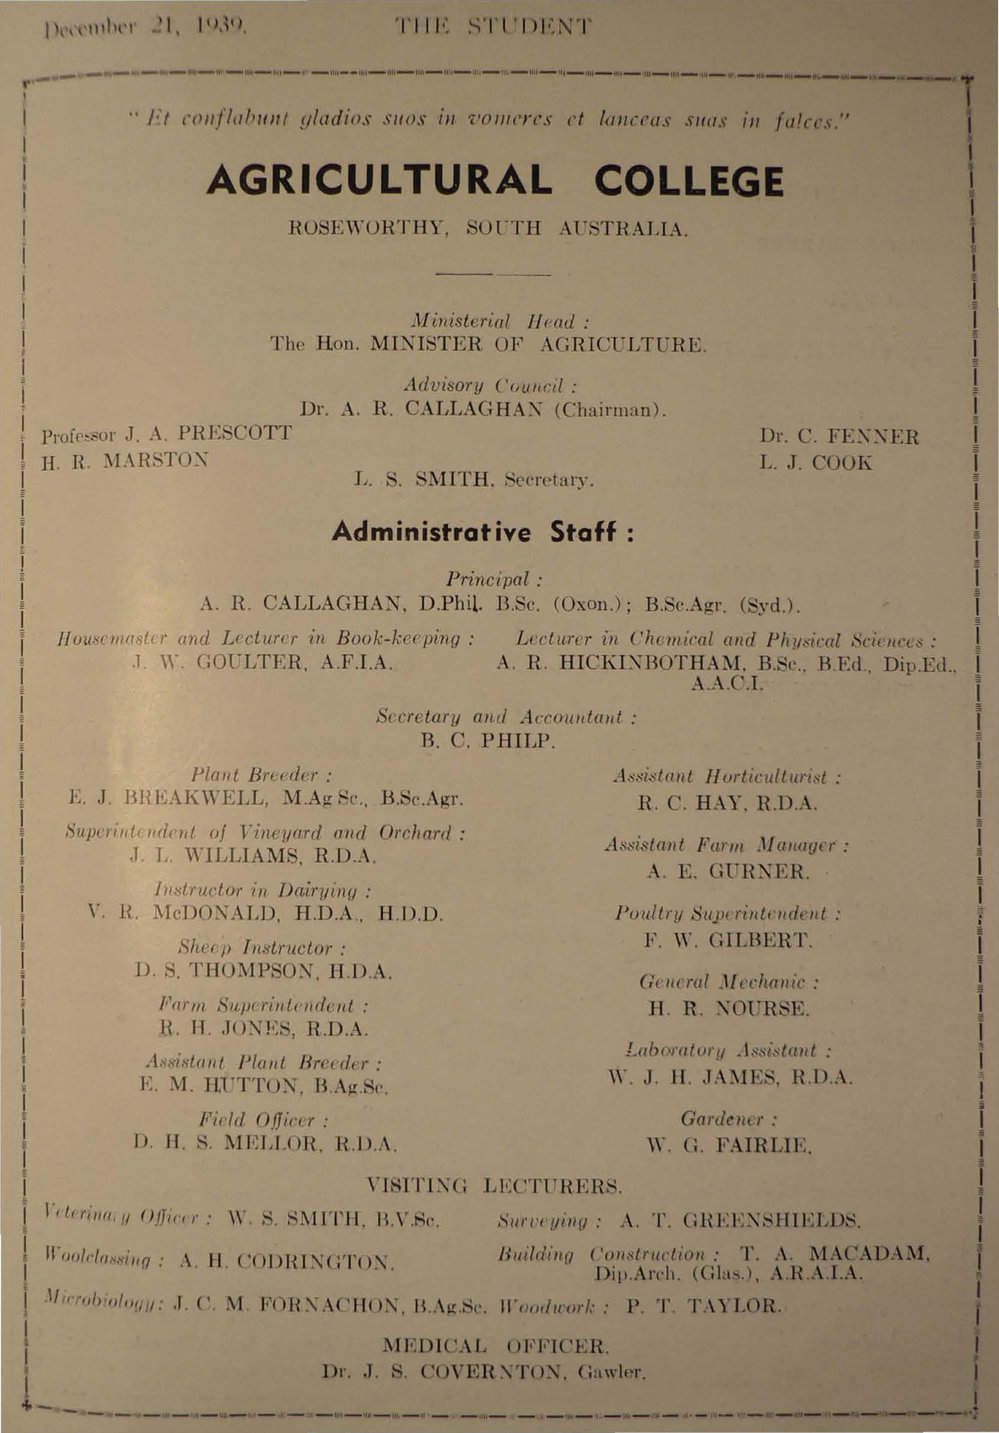 December 21, 1939. THE STUDENT
"Et conflabunt gladios suos in vomeres et lanceas suas in falces."
AGRICULTURAL COLLEGE
ROSEWORTHY, SOUTH AUSTRALIA.
Ministerial Head :
The Hon. MINISTER OF AGRICULTURE.
Advisory Council :
Dr. A. R. CALLAGHAN (Chairman).
Professor J. A. PRESCOTT Dr. C. FENNER
H. R. MARSTON L. J. COOK
L. S. SMITH, Secretary.
Administrative Staff :
Principal :
A. R. CALLAGHAN, D.Phil. B.Sc. (Oxon.); B.Sc.Agr. (Syd.).
Housemaster and Lecturer in Book-keeping : Lecturer in Chemical and Physical Sciences :
J. W. GOULTER, A.F.I.A. A. R. HICKINBOTHAM, B.Sc., B.Ed., Dip.Ed.,
A.A.C.I.
Secretary and Accountant :
B. C. PHILP.
Plant Breeder :
E. J. BREAKWELL, M.Ag Sc., B.Sc.Agr.
Superintendent of Vineyard and Orchard :
J. L. WILLIAMS, R.D.A.
Instructor in Dairying :
V. R. McDONALD, H.D.A., H.D.D.
Sheep Instructor :
D. S. THOMPSON, H.D.A.
Farm Superintendent :
R. H. JONES, R.D.A.
Assistant Plant Breeder :
E. M. HUTTON, B.Ag.Sc.
Field Officer :
D. H. S. MELLOR, R.D.A.
Assistant Horticulturist :
R. C. HAY, R.D.A.
Assistant Farm Manager :
A. E. GURNER.
Poultry Superintendent :
F. W. GILBERT.
General Mechanic :
H. R. NOURSE.
Laboratory Assistant :
W. J. H. JAMES, R.D.A.
Gardener :
W. G. FAIRLIE.
VISITING LECTURERS.
Veterinary Officer : W. S. SMITH, B.V.Sc. Surveying : A. T. GREENSHIELDS.
Woolclassing : A. H. CODRINGTON. Building Construction : T. A. MACADAM,
Dip.Arch. (Glas.), A.R.A.I.A.
Microbiology: J. C. M. FORNACHON, B.Ag.Sc. Woodwork : P. T. TAYLOR.
MEDICAL OFFICER.
Dr. J. S. COVERNTON, Gawler.